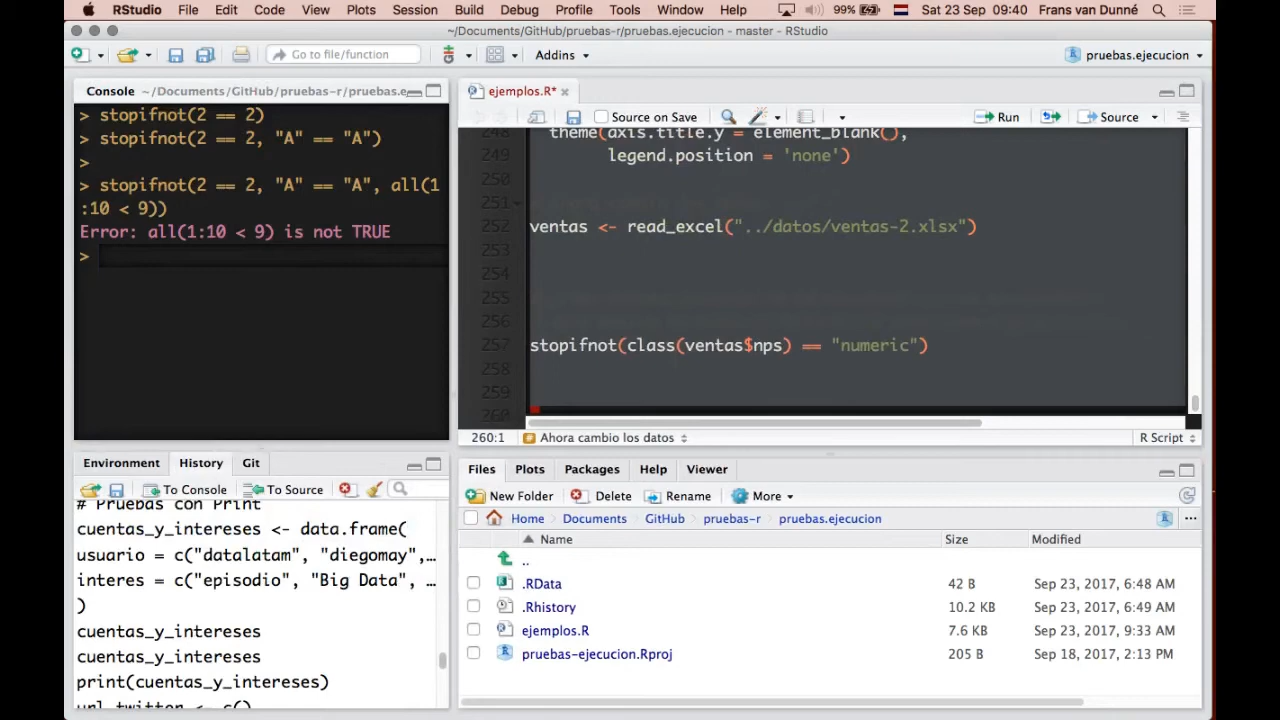 RStudio File Edit Code View Plots Session Build Debug Profile Tools Window Help 99% Sat 23 Sep 09:40 Frans van Dunné
~/Documents/GitHub/pruebas-r/pruebas.ejecucion - master - RStudio
Go to file/function Addins pruebas.ejecucion
Console ~/Documents/GitHub/pruebas-r/pruebas.e
> stopifnot(2 == 2)
> stopifnot(2 == 2, "A" == "A")
>
> stopifnot(2 == 2, "A" == "A", all(1
:10 < 9))
Error: all(1:10 < 9) is not TRUE
>
ejemplos.R*
Source on Save Run Source
248 theme(axis.title.y = element_blank(),
249 legend.position = 'none')
250
251
252 ventas <- read_excel("../datos/ventas-2.xlsx")
253
254
255
256
257 stopifnot(class(ventas$nps) == "numeric")
258
259
260
260:1 Ahora cambio los datos R Script
Environment History Git
To Console To Source
# Pruebas con Print
cuentas_y_intereses <- data.frame(
usuario = c("datalatam", "diegomay",…
interes = c("episodio", "Big Data", …
)
cuentas_y_intereses
cuentas_y_intereses
print(cuentas_y_intereses)
url_twitter <- c()
Files Plots Packages Help Viewer
New Folder Delete Rename More
Home Documents GitHub pruebas-r pruebas.ejecucion
Name Size Modified
..
.RData 42 B Sep 23, 2017, 6:48 AM
.Rhistory 10.2 KB Sep 23, 2017, 6:49 AM
ejemplos.R 7.6 KB Sep 23, 2017, 9:33 AM
pruebas-ejecucion.Rproj 205 B Sep 18, 2017, 2:13 PM